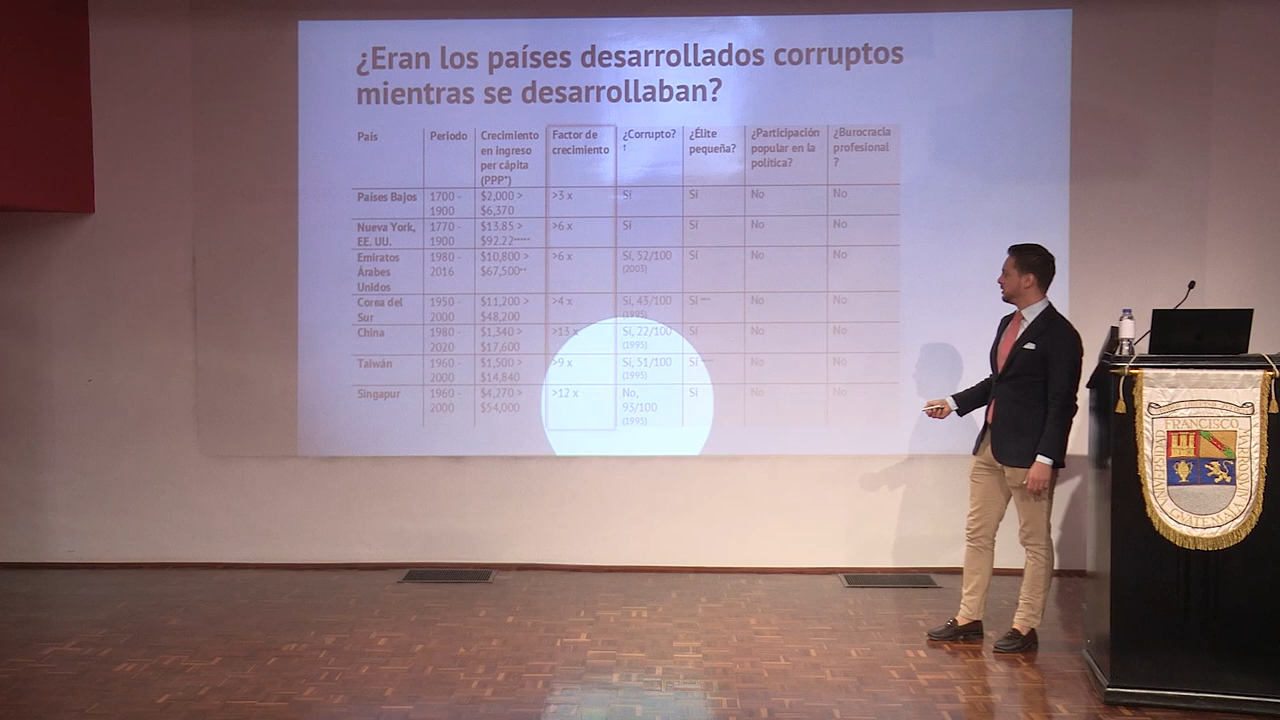 ¿Eran los países desarrollados corruptos
mientras se desarrollaban?
País Periodo Crecimiento en ingreso per cápita (PPP*) Factor de crecimiento ¿Corrupto? † ¿Élite pequeña? ¿Participación popular en la política? ¿Burocracia profesional ?
Países Bajos 1700 - 1900 $2,000 > $6,370 >3 x Sí Sí No No
Nueva York, EE. UU. 1770 - 1900 $13.85 > $92.22***** >6 x Sí Sí No No
Emiratos Árabes Unidos 1980 - 2016 $10,800 > $67,500** >6 x Sí, 52/100 (2003) Sí No No
Corea del Sur 1950 - 2000 $11,200 > $48,200 >4 x Sí, 43/100 (1995) Sí *** No No
China 1980 - 2020 $1,340 > $17,600 >13 x Sí, 22/100 (1995) Sí No No
Taiwán 1960 - 2000 $1,500 > $14,840 >9 x Sí, 51/100 (1995) Sí**** No No
Singapur 1960 - 2000 $4,270 > $54,000 >12 x No, 93/100 (1995) Sí No No
UNIVERSIDAD FRANCISCO MARROQUIN GUATEMALA